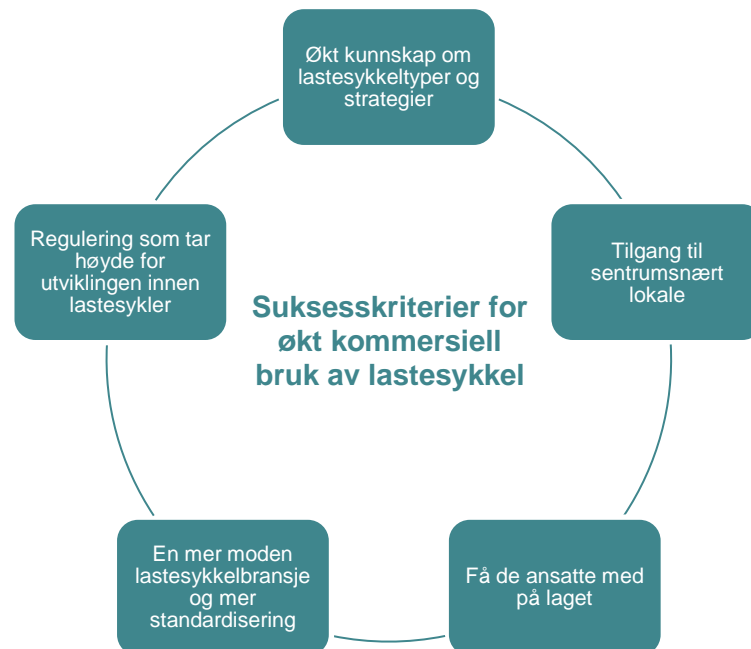 Økt kunnskap om
lastesykkeltyper og
strategier
Tilgang til
sentrumsnært
lokale
Få de ansatte med
på laget
En mer moden
lastesykkelbransje
og mer
standardisering
Regulering som tar
høyde for
utviklingen innen
lastesykler
Suksesskriterier for
økt kommersiell
bruk av lastesykkel